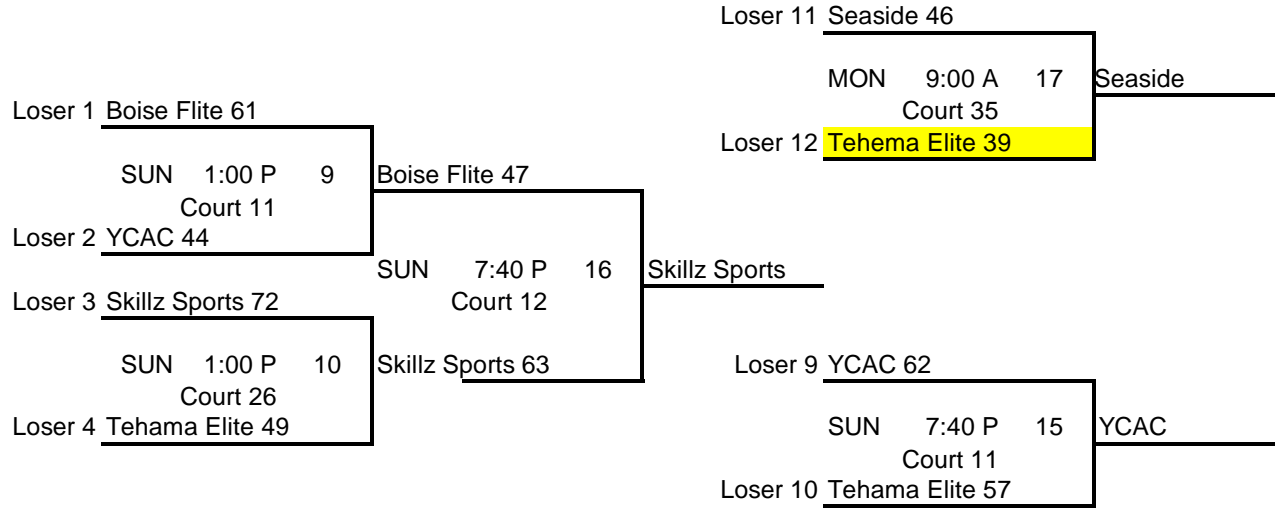 Loser 11 Seaside 46
MON 9:00 A 17 Seaside
Court 35
Loser 12 Tehema Elite 39
Loser 1 Boise Flite 61
SUN 1:00 P 9 Boise Flite 47
Court 11
Loser 2 YCAC 44
SUN 7:40 P 16 Skillz Sports
Court 12
Loser 3 Skillz Sports 72
SUN 1:00 P 10 Skillz Sports 63
Court 26
Loser 4 Tehama Elite 49
Loser 9 YCAC 62
SUN 7:40 P 15 YCAC
Court 11
Loser 10 Tehama Elite 57